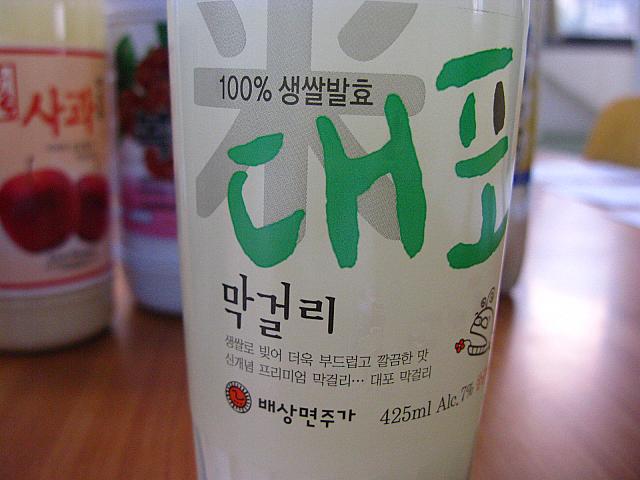 사과
米
100% 생쌀발효
대포
막걸리
생쌀로 빚어 더욱 부드럽고 깔끔한 맛
신개념 프리미엄 막걸리… 대포 막걸리
배상면주가
425ml Alc. 7%